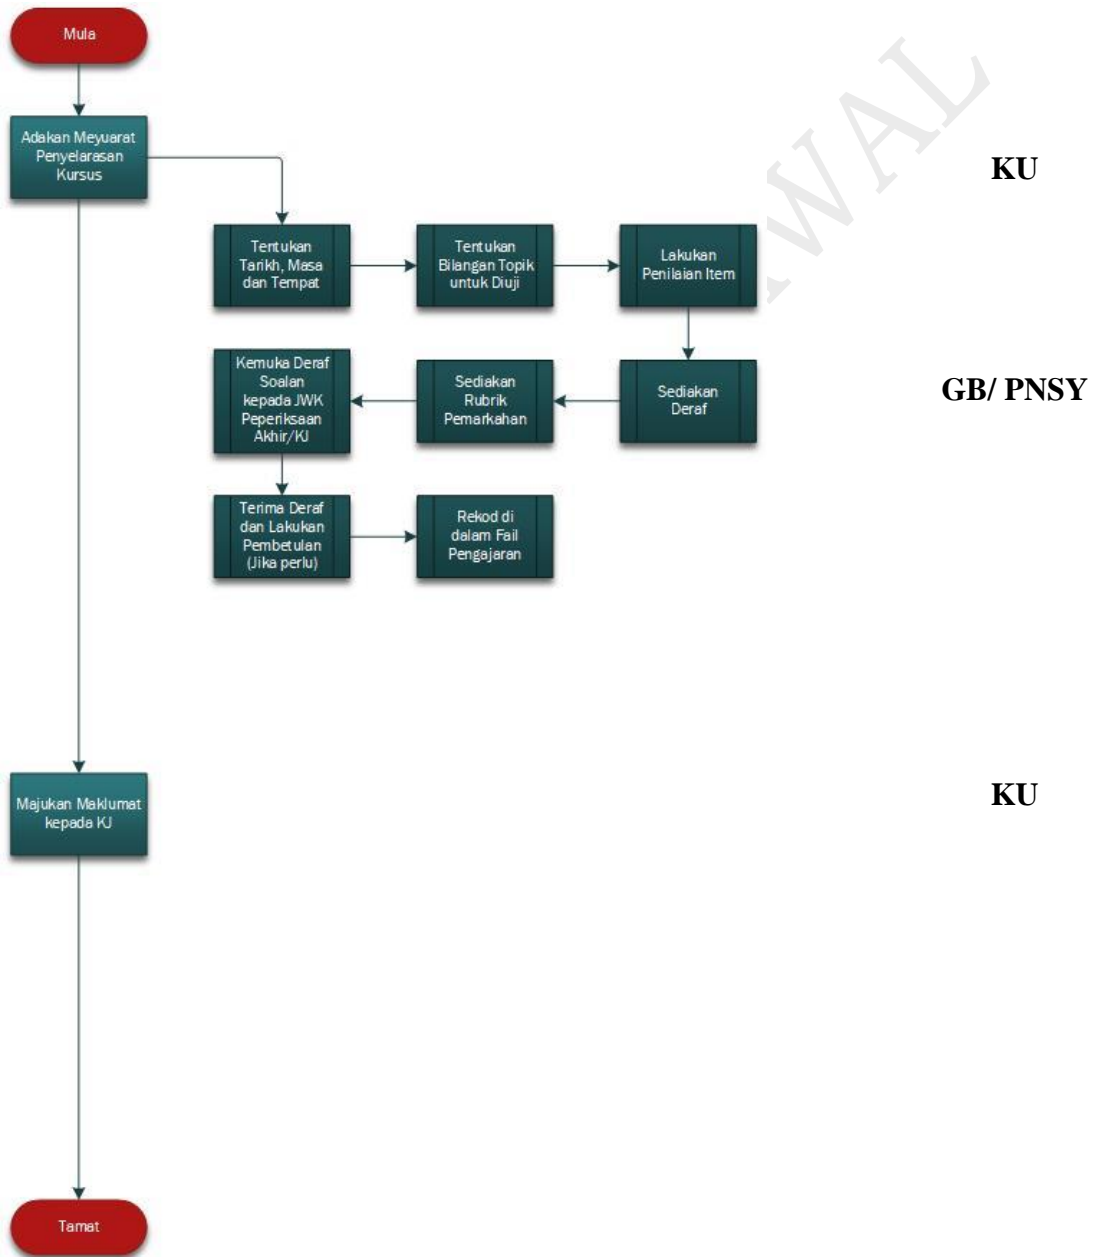 Mula
Adakan Meyuarat
Penyelarasan
Kursus
KU
Tentukan
Tarikh, Masa
dan Tempat
Tentukan
Bilangan Topik
untuk Diuji
Lakukan
Penilaian Item
Kemuka Deraf
Soalan
kepada JWK
Peperiksaan
Akhir/KJ
Sediakan
Rubrik
Pemarkahan
Sediakan
Deraf
GB/ PNSY
Terima Deraf
dan Lakukan
Pembetulan
(Jika perlu)
Rekod di
dalam Fail
Pengajaran
Majukan Maklumat
kepada KJ
KU
Tamat